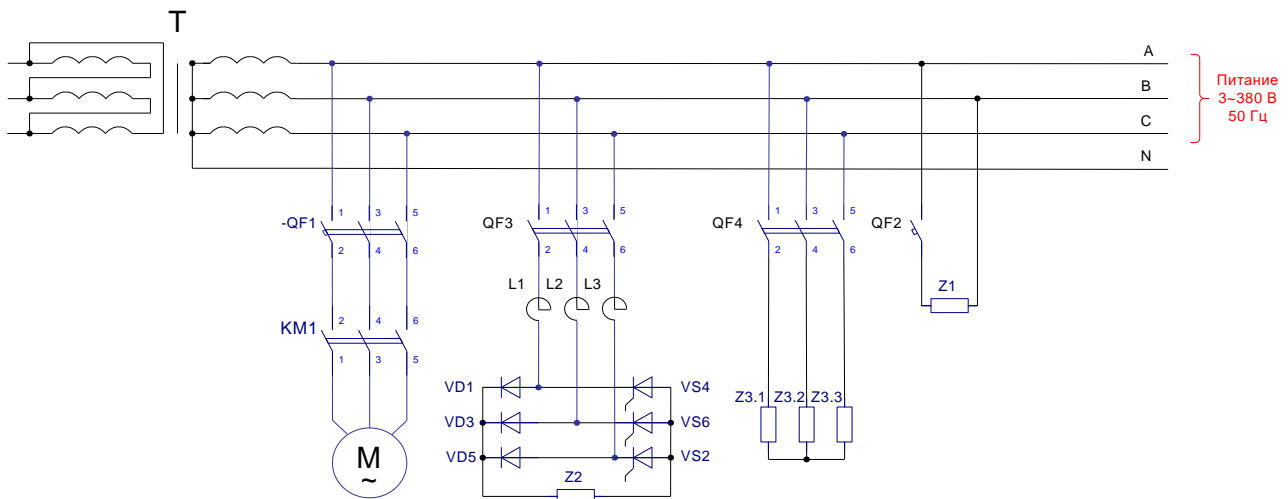 T
A
B
C
N
Питание
3~380 В
50 Гц
1 3 5
-QF1
2 4 6
1 3 5
QF3
2 4 6
1 3 5
QF4
2 4 6
QF2
L1 L2 L3
Z1
2 4 6
KM1
1 3 5
VD1 VS4
VD3 VS6
VD5 VS2
Z2
Z3.1 Z3.2 Z3.3
M
~